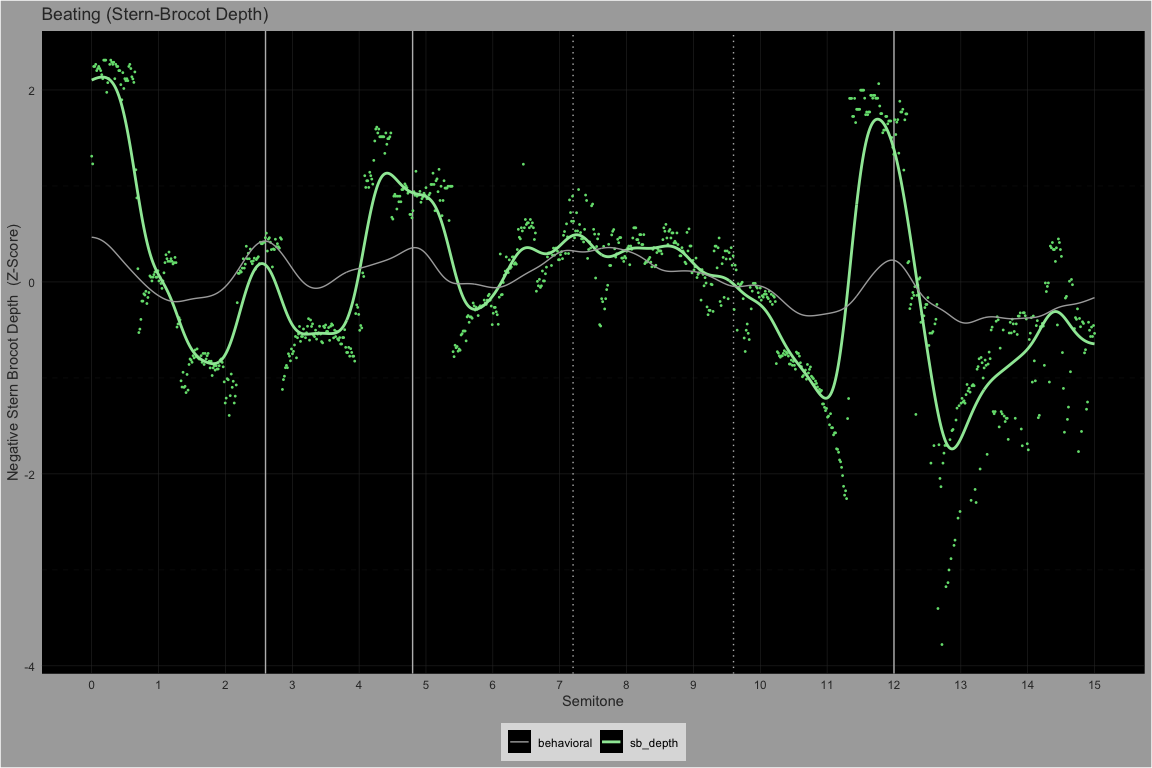 Beating (Stern-Brocot Depth)
Negative Stern Brocot Depth (Z-Score)
2
0
-2
-4
0 1 2 3 4 5 6 7 8 9 10 11 12 13 14 15
Semitone
behavioral sb_depth